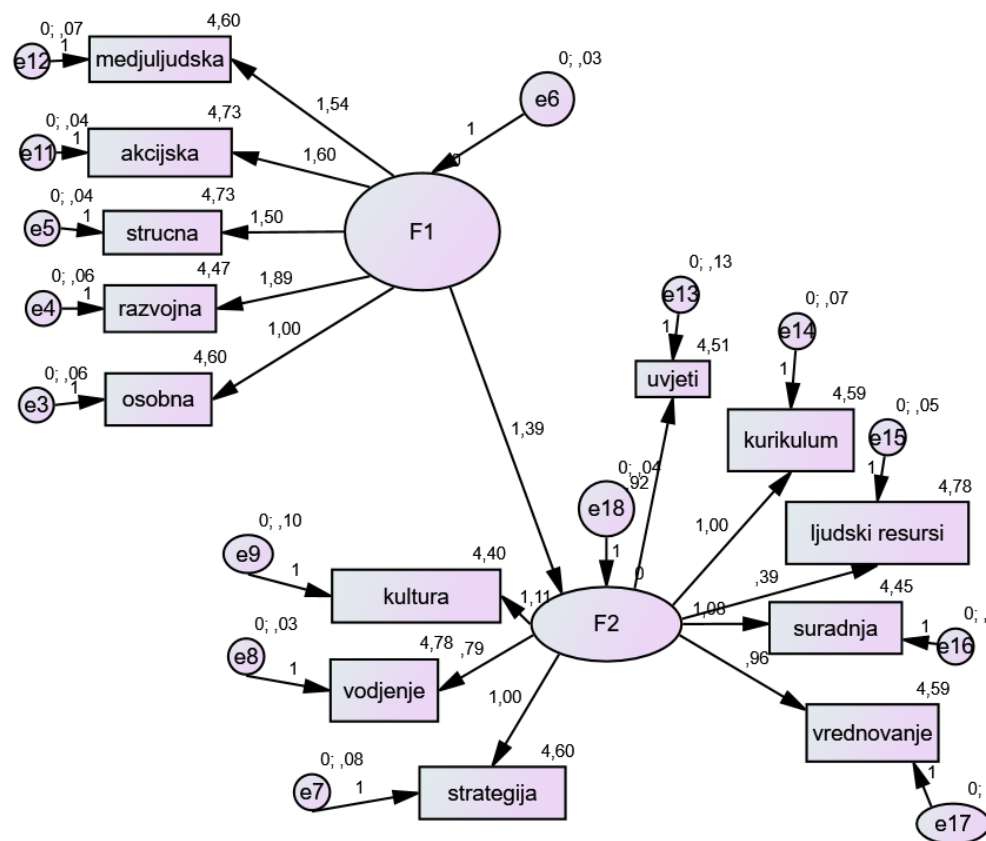 0; ,07
4,60
e12
1
medjuljudska
1,54
0; ,03
e6
1
0
0; ,04
4,73
e11
1
akcijska
1,60
0; ,04
4,73
e5
1
strucna
1,50
F1
0; ,06
4,47
e4
1
razvojna
1,89
0; ,06
4,60
e3
1
osobna
1,00
1,39
0; ,13
e13
1
4,51
uvjeti
,92
0; ,07
e14
1
4,59
kurikulum
1,00
0; ,05
e15
1
4,78
ljudski resursi
,39
0; ,04
e18
1
0
F2
0; ,10
e9
1
4,40
kultura
1,11
0; ,03
e8
1
4,78
vodjenje
,79
1,00
0; ,08
e7
1
4,60
strategija
1,08
4,45
suradnja
1
0; ,
e16
,96
4,59
vrednovanje
1
0;
e17